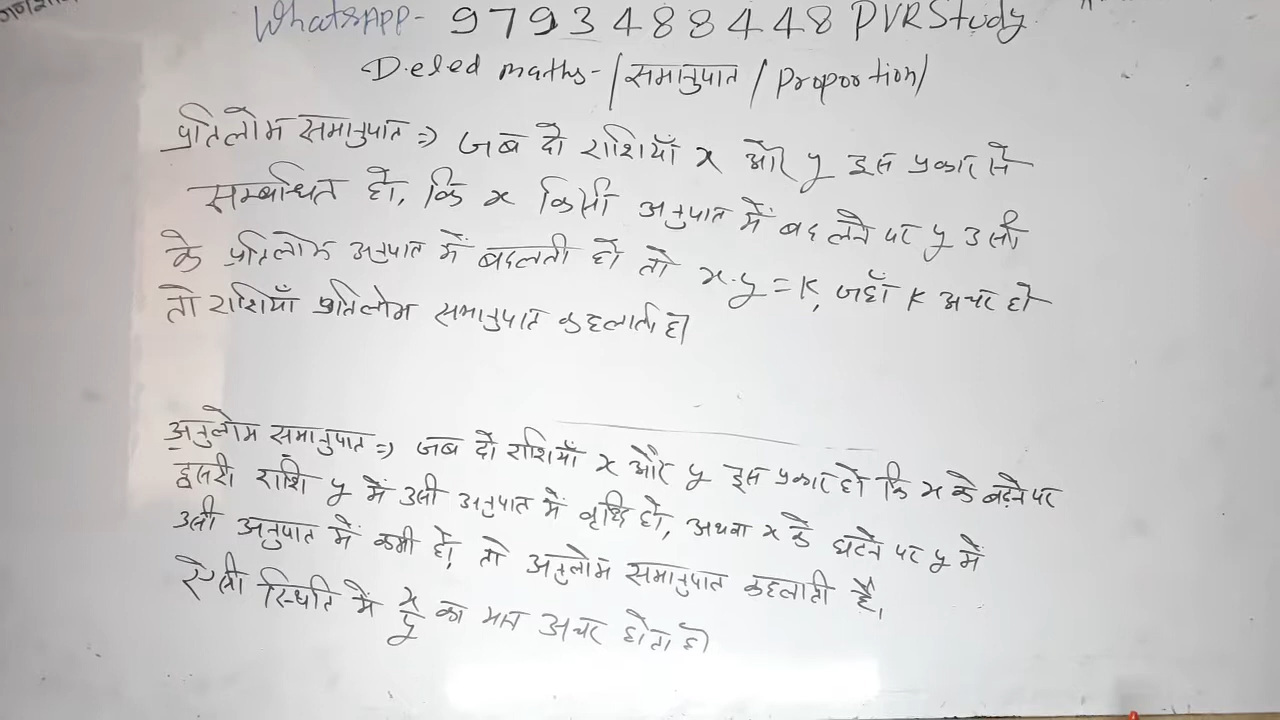 WhatsAPP- 9793488448 PVRStudy
D.eled maths- /समानुपात / Proportion/
प्रतिलोम समानुपात ⇒ जब दो राशियाँ x और y इस प्रकार से
सम्बन्धित हो, कि x किसी अनुपात में बदलने पर y उसी
के प्रतिलोम अनुपात में बदलती हो तो x.y = K, जहाँ K अचर हो
तो राशियाँ प्रतिलोम समानुपात कहलाती हो
अनुलोम समानुपात ⇒ जब दो राशियाँ x और y इस प्रकार हो कि x के बढ़ने पर
दूसरी राशि y में उसी अनुपात में वृध्दि हो, अथवा x के घटने पर y में
उसी अनुपात में कमी हो, तो अनुलोम समानुपात कहलाती है,
ऐसी स्थिति में x/y का मान अचर होता हो